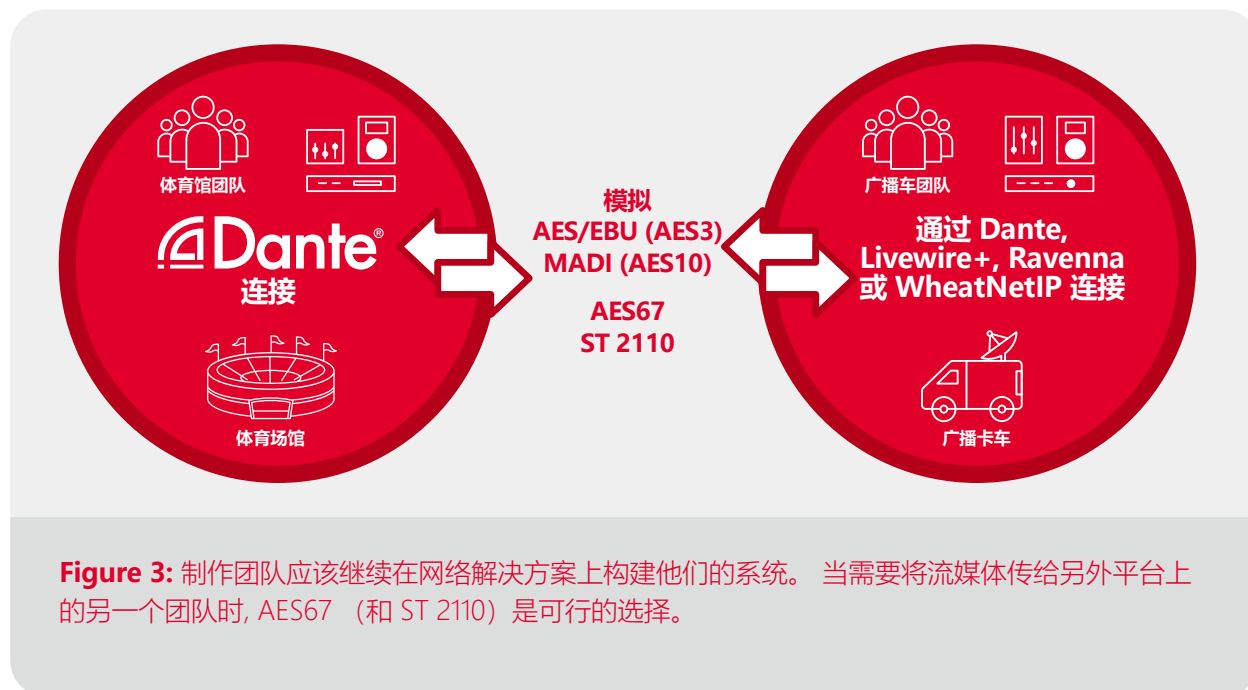 体育馆团队
Dante®
连接
体育场馆
模拟
AES/EBU (AES3)
MADI (AES10)
AES67
ST 2110
广播车团队
通过 Dante,
Livewire+, Ravenna
或 WheatNetIP 连接
广播卡车
Figure 3: 制作团队应该继续在网络解决方案上构建他们的系统。 当需要将流媒体传给另外平台上
的另一个团队时, AES67 （和 ST 2110）是可行的选择。